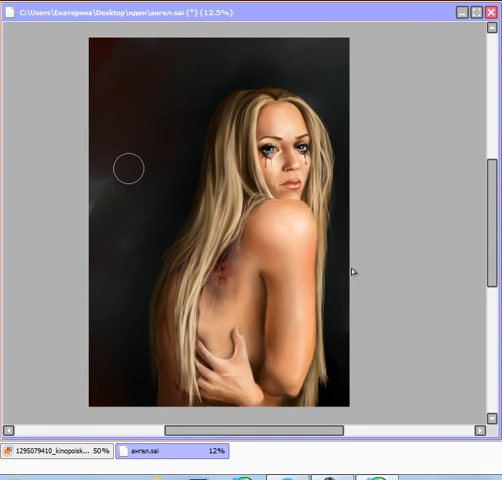 C:\Users\Екатерина\Desktop\идеи\ангел.sai (*) (12.5%)
1295079410_kinopoisk... 50%
ангел.sai 12%